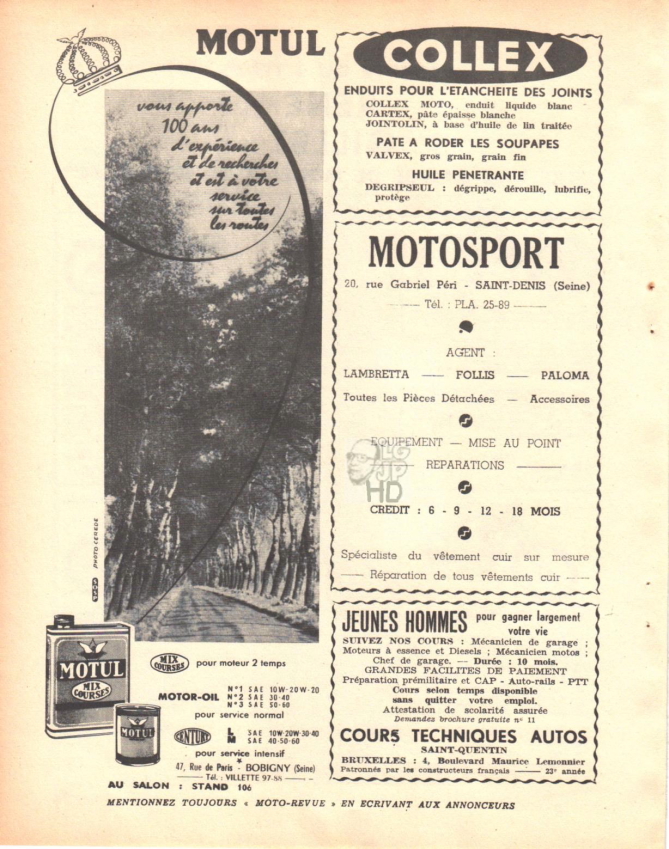 MOTUL
vous apporte
100 ans
d'expérience
et de recherches
et est à votre
service
sur toutes
les routes
PHOTO CEREDE
MOTUL
MIX
COURSES
MOTUL
MIX
COURSES
pour moteur 2 temps
MOTOR-OIL
N°1 SAE 10W-20W-20
N°2 SAE 30-40
N°3 SAE 50-60
pour service normal
CENTURY
L SAE 10W-20W-30-40
M SAE 40-50-60
pour service intensif
47, Rue de Paris - BOBIGNY (Seine)
Tél. : VILLETTE 97-88
AU SALON : STAND 106
COLLEX
ENDUITS POUR L'ETANCHEITE DES JOINTS
COLLEX MOTO, enduit liquide blanc
CARTEX, pâte épaisse blanche
JOINTOLIN, à base d'huile de lin traitée
PATE A RODER LES SOUPAPES
VALVEX, gros grain, grain fin
HUILE PENETRANTE
DEGRIPSEUL : dégrippe, dérouille, lubrifie,
protège
MOTOSPORT
20, rue Gabriel Péri - SAINT-DENIS (Seine)
Tél. : PLA. 25-89
AGENT :
LAMBRETTA — FOLLIS — PALOMA
Toutes les Pièces Détachées — Accessoires
EQUIPEMENT — MISE AU POINT
REPARATIONS
LG
JP
HD
CREDIT : 6 - 9 - 12 - 18 MOIS
Spécialiste du vêtement cuir sur mesure
— Réparation de tous vêtements cuir —
JEUNES HOMMES pour gagner largement
votre vie
SUIVEZ NOS COURS : Mécanicien de garage ;
Moteurs à essence et Diesels ; Mécanicien motos ;
Chef de garage. — Durée : 10 mois.
GRANDES FACILITES DE PAIEMENT
Préparation prémilitaire et CAP - Auto-rails - PTT
Cours selon temps disponible
sans quitter votre emploi.
Attestation de scolarité assurée
Demandez brochure gratuite n° 11
COURS TECHNIQUES AUTOS
SAINT-QUENTIN
BRUXELLES : 4, Boulevard Maurice Lemonnier
Patronnés par les constructeurs français — 23e année
MENTIONNEZ TOUJOURS « MOTO-REVUE » EN ECRIVANT AUX ANNONCEURS